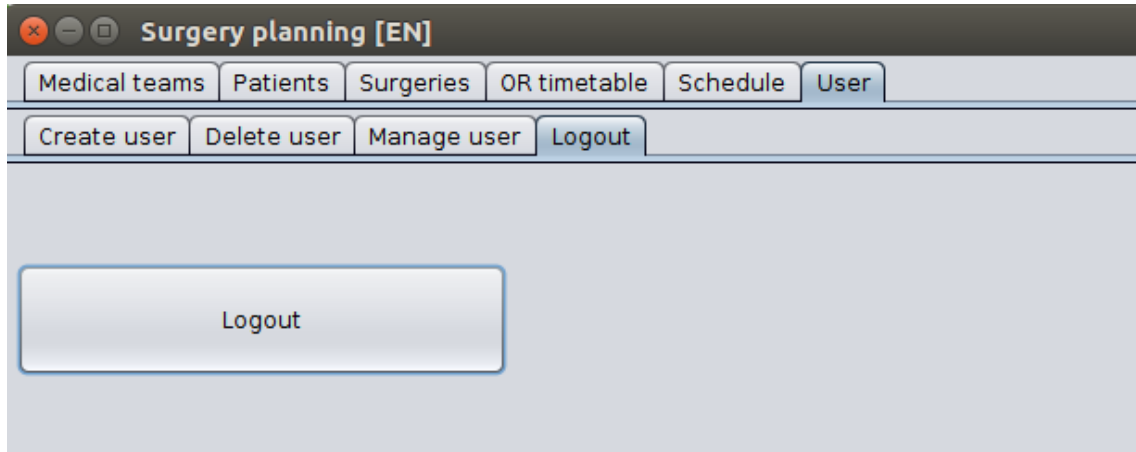 Surgery planning [EN]
Medical teams Patients Surgeries OR timetable Schedule User
Create user Delete user Manage user Logout
Logout